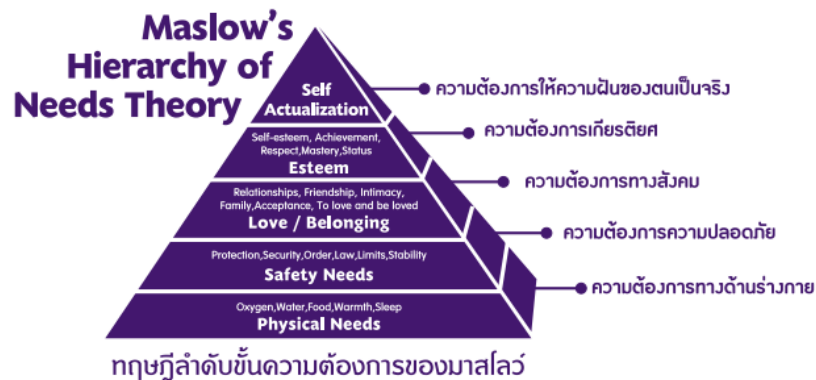 Maslow's
Hierarchy of
Needs Theory
Self
Actualization
ความต้องการให้ความฝันของตนเป็นจริง
Self-esteem, Achievement,
Respect,Mastery,Status
Esteem
ความต้องการเกียรติยศ
Relationships, Friendship, Intimacy,
Family,Acceptance, To love and be loved
Love / Belonging
ความต้องการทางสังคม
Protection,Security,Order,Law,Limits,Stability
Safety Needs
ความต้องการความปลอดภัย
Oxygen,Water,Food,Warmth,Sleep
Physical Needs
ความต้องการทางด้านร่างกาย
ทฤษฎีลำดับขั้นความต้องการของมาสโลว์